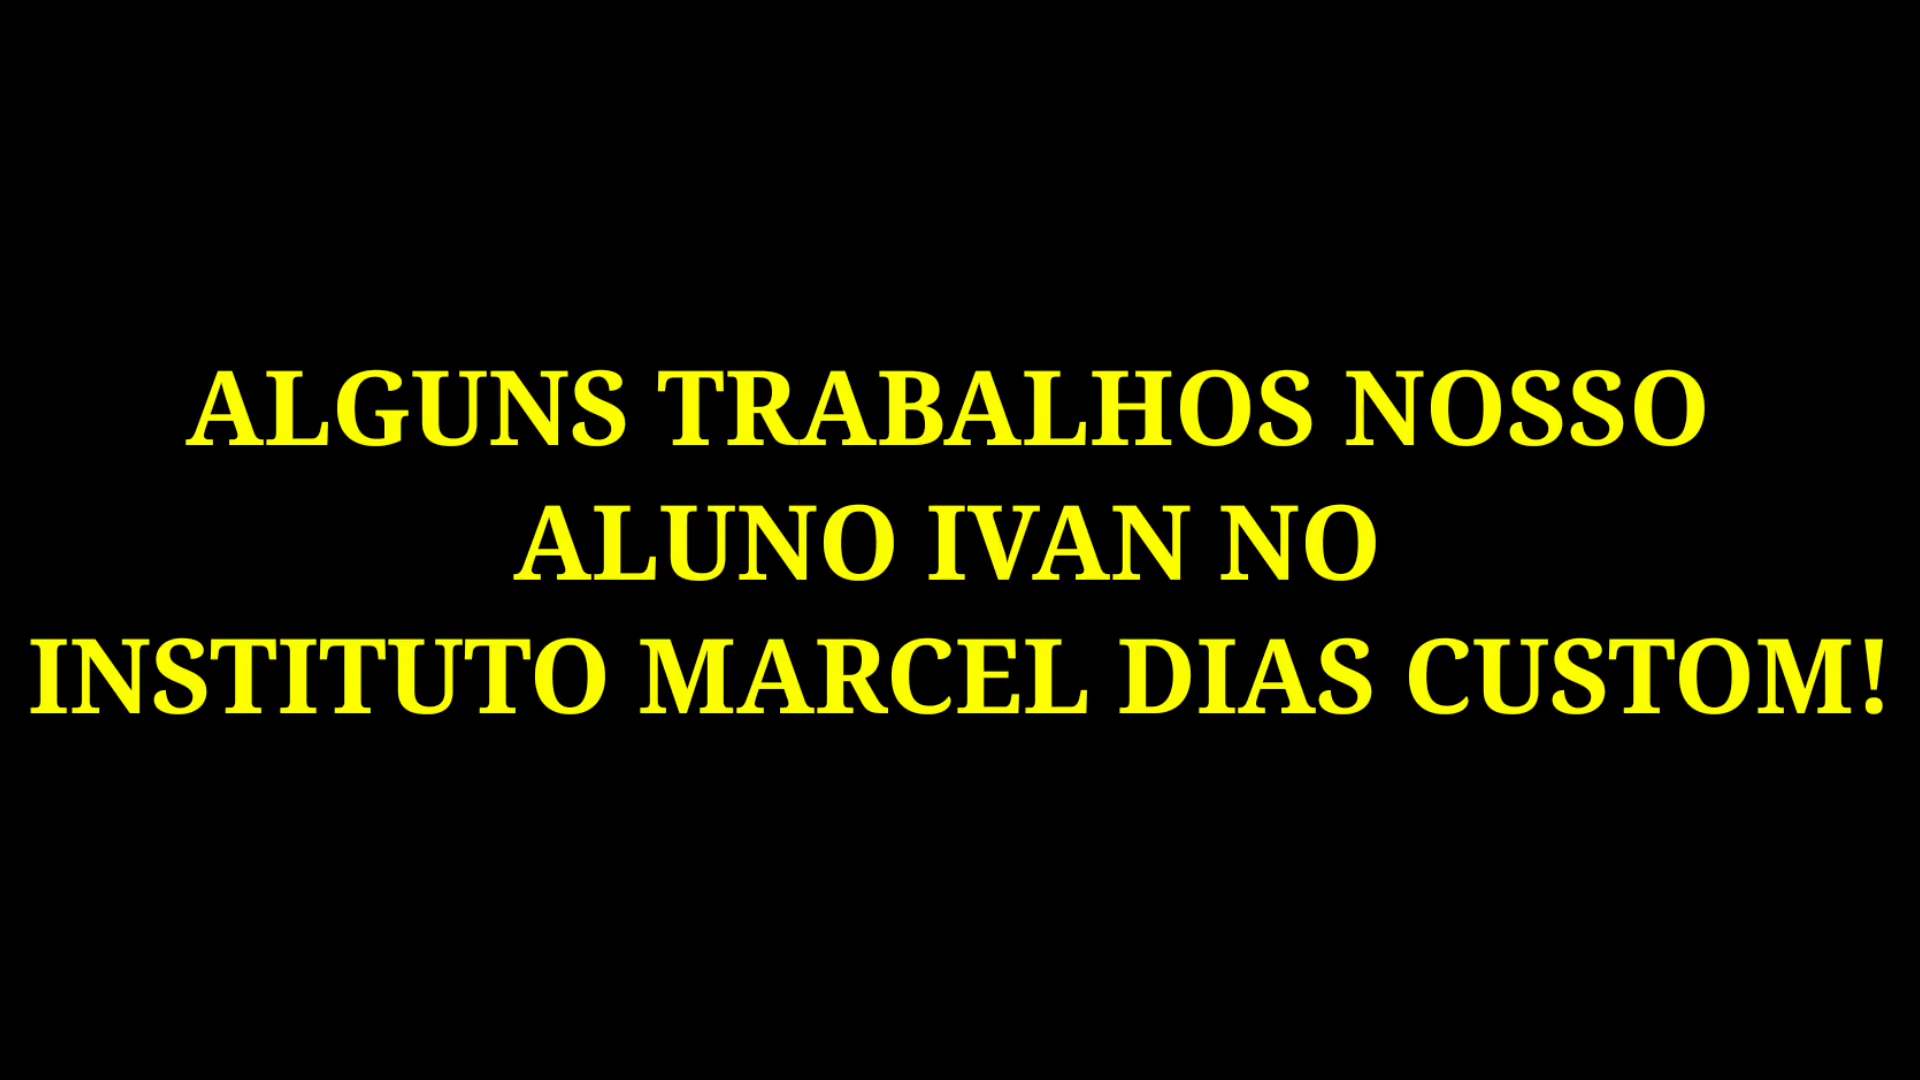 ALGUNS TRABALHOS NOSSO
ALUNO IVAN NO
INSTITUTO MARCEL DIAS CUSTOM!